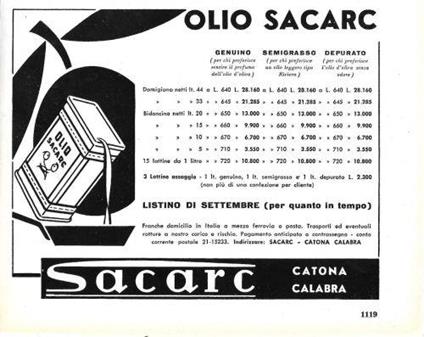 OLIO SACARC
GENUINO SEMIGRASSO DEPURATO
(per chi preferisce (per chi preferisce (per chi preferisce
sentire il profumo un olio leggero tipo l'olio d'oliva senza
dell'olio d'oliva) Riviera) odore)
Damigiana netti lt. 44 a L. 640 L. 28.160 a L. 640 L. 28.160 a L. 640 L. 28.160
» » » 33 » » 645 » 21.285 » » 645 » 21.285 » » 645 » 21.285
Bidoncino netti lt. 20 » » 650 » 13.000 » » 650 » 13.000 » » 650 » 13.000
» » » 15 » » 660 » 9.900 » » 660 » 9.900 » » 660 » 9.900
» » » 10 » » 670 » 6.700 » » 670 » 6.700 » » 670 » 6.700
» » » 5 » » 710 » 3.550 » » 710 » 3.550 » » 710 » 3.550
15 lattine da 1 litro » » 720 » 10.800 » » 720 » 10.800 » » 720 » 10.800
3 Lattine assaggio - 1 lt. genuino, 1 lt. semigrasso e 1 lt. depurato L. 2.300
(non più di una confezione per cliente)
LISTINO DI SETTEMBRE (per quanto in tempo)
Franche domicilio in Italia a mezzo ferrovia o posta. Trasporti ed eventuali
rotture a nostro carico e rischio. Pagamento anticipato o contrassegno - conto
corrente postale 21-15233. Indirizzare: SACARC - CATONA CALABRA
OLIO
SACARC
Sacarc
CATONA
CALABRA
1119